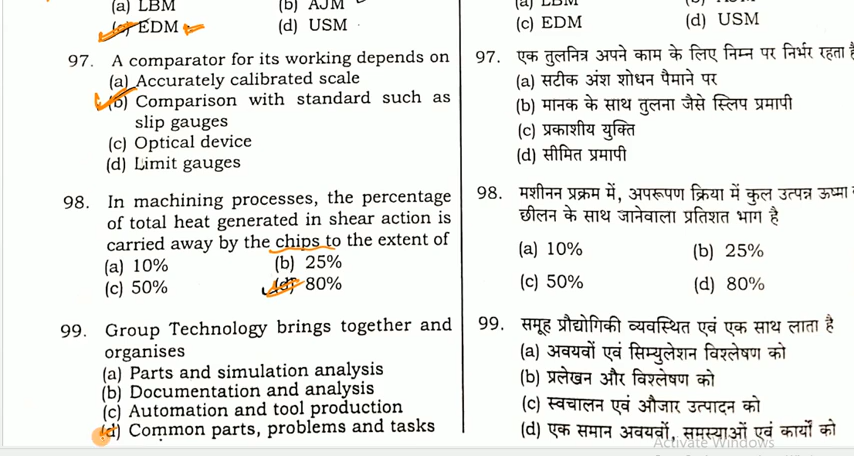 (a) LBM
(b) AJM
(c) EDM
(d) USM
97. A comparator for its working depends on
(a) Accurately calibrated scale
(b) Comparison with standard such as
slip gauges
(c) Optical device
(d) Limit gauges
98. In machining processes, the percentage
of total heat generated in shear action is
carried away by the chips to the extent of
(a) 10%
(b) 25%
(c) 50%
(d) 80%
99. Group Technology brings together and
organises
(a) Parts and simulation analysis
(b) Documentation and analysis
(c) Automation and tool production
(d) Common parts, problems and tasks
(a) LBM
(c) EDM
(d) USM
97. एक तुलनित्र अपने काम के लिए निम्न पर निर्भर रहता है
(a) सटीक अंश शोधन पैमाने पर
(b) मानक के साथ तुलना जैसे स्लिप प्रमापी
(c) प्रकाशीय युक्ति
(d) सीमित प्रमापी
98. मशीनन प्रक्रम में, अपरूपण क्रिया में कुल उत्पन्न ऊष्मा
छीलन के साथ जानेवाला प्रतिशत भाग है
(a) 10%
(b) 25%
(c) 50%
(d) 80%
99. समूह प्रौद्योगिकी व्यवस्थित एवं एक साथ लाता है
(a) अवयवों एवं सिम्युलेशन विश्लेषण को
(b) प्रलेखन और विश्लेषण को
(c) स्वचालन एवं औजार उत्पादन को
(d) एक समान अवयवों, समस्याओं एवं कार्यों को
Activate Windows